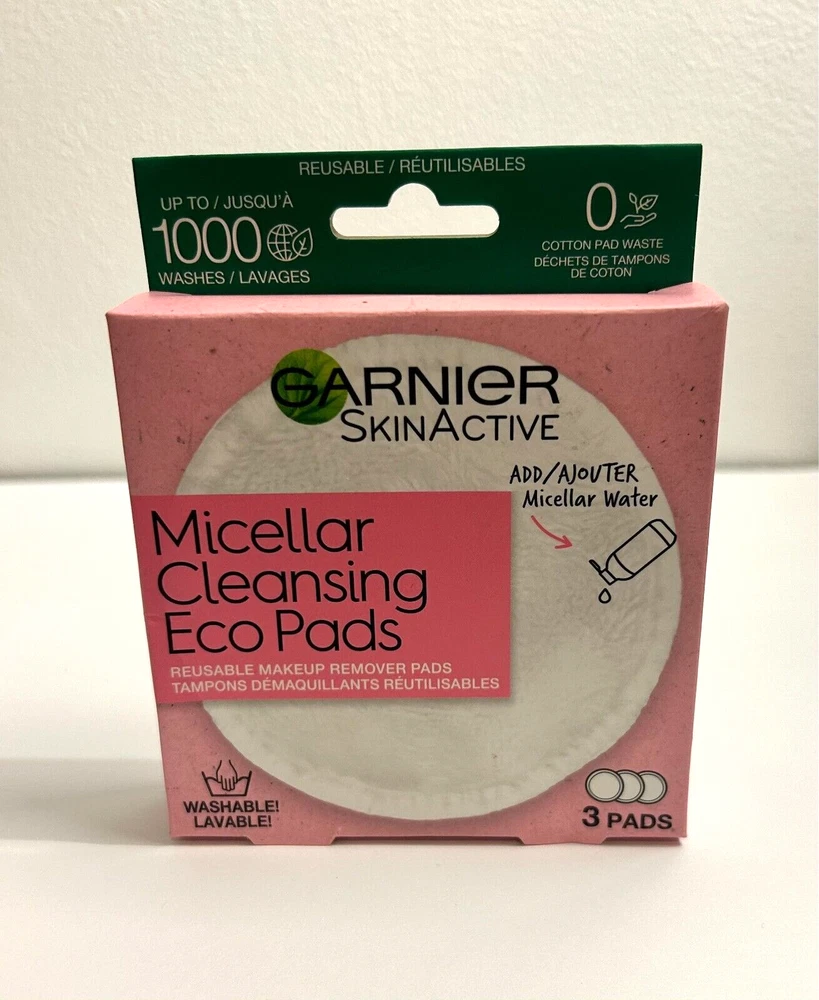 REUSABLE / RÉUTILISABLES
UP TO / JUSQU'À
1000
WASHES / LAVAGES
0
COTTON PAD WASTE
DÉCHETS DE TAMPONS
DE COTON
GARNIER
SKINACTIVE
ADD/AJOUTER
Micellar Water
Micellar
Cleansing
Eco Pads
REUSABLE MAKEUP REMOVER PADS
TAMPONS DÉMAQUILLANTS RÉUTILISABLES
WASHABLE!
LAVABLE!
3 PADS